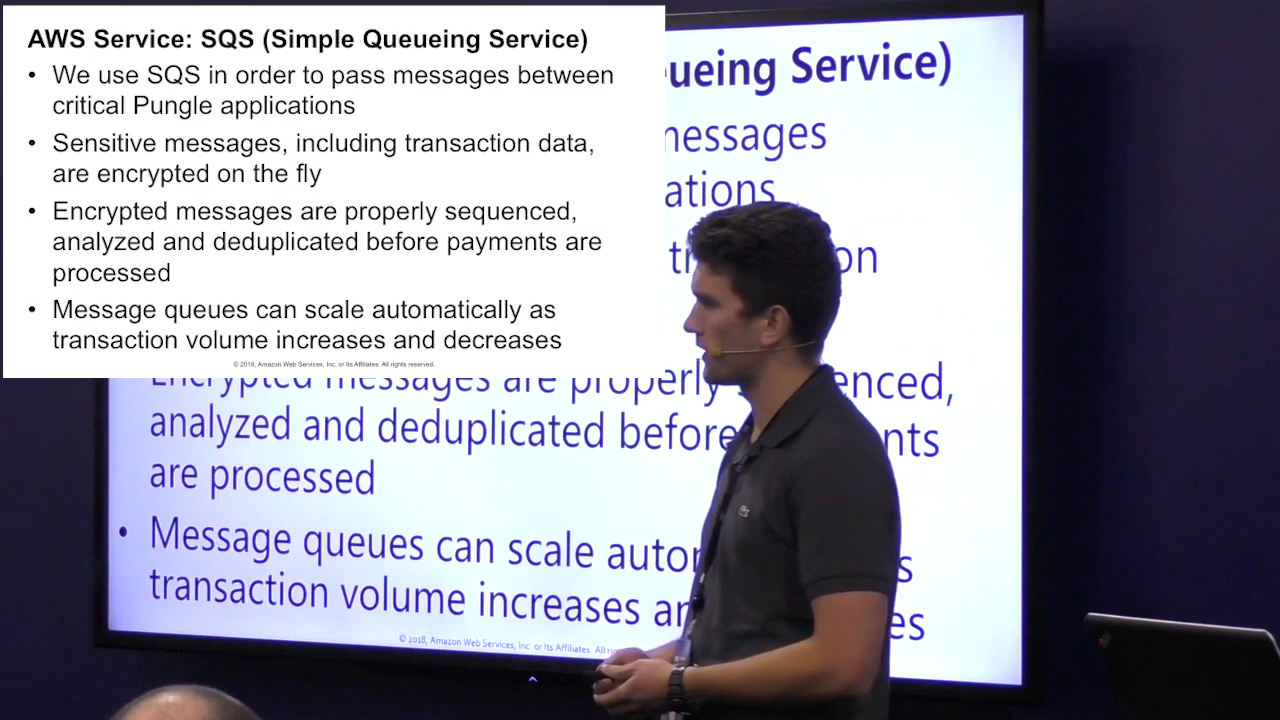 AWS Service: SQS (Simple Queueing Service)
• We use SQS in order to pass messages between
critical Pungle applications
• Sensitive messages, including transaction data,
are encrypted on the fly
• Encrypted messages are properly sequenced,
analyzed and deduplicated before payments are
processed
• Message queues can scale automatically as
transaction volume increases and decreases
© 2018, Amazon Web Services, Inc. or Its Affiliates. All rights reserved.
ueing Service)
messages
ations
tr on
Encrypted messages are properly s enced,
analyzed and deduplicated before nts
are processed
• Message queues can scale autom s
transaction volume increases an es
© 2018, Amazon Web Services, Inc. or Its Affiliates. All rig